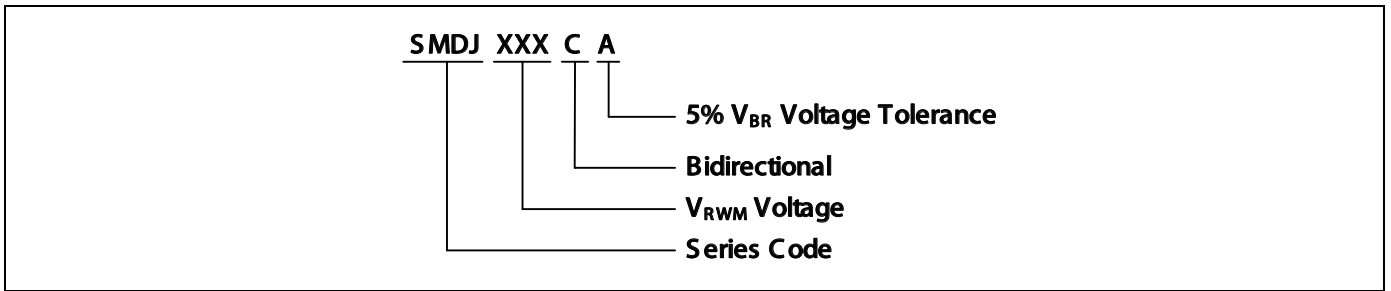 SMDJ XXX C A
5% VBR Voltage Tolerance
Bidirectional
VRWM Voltage
Series Code